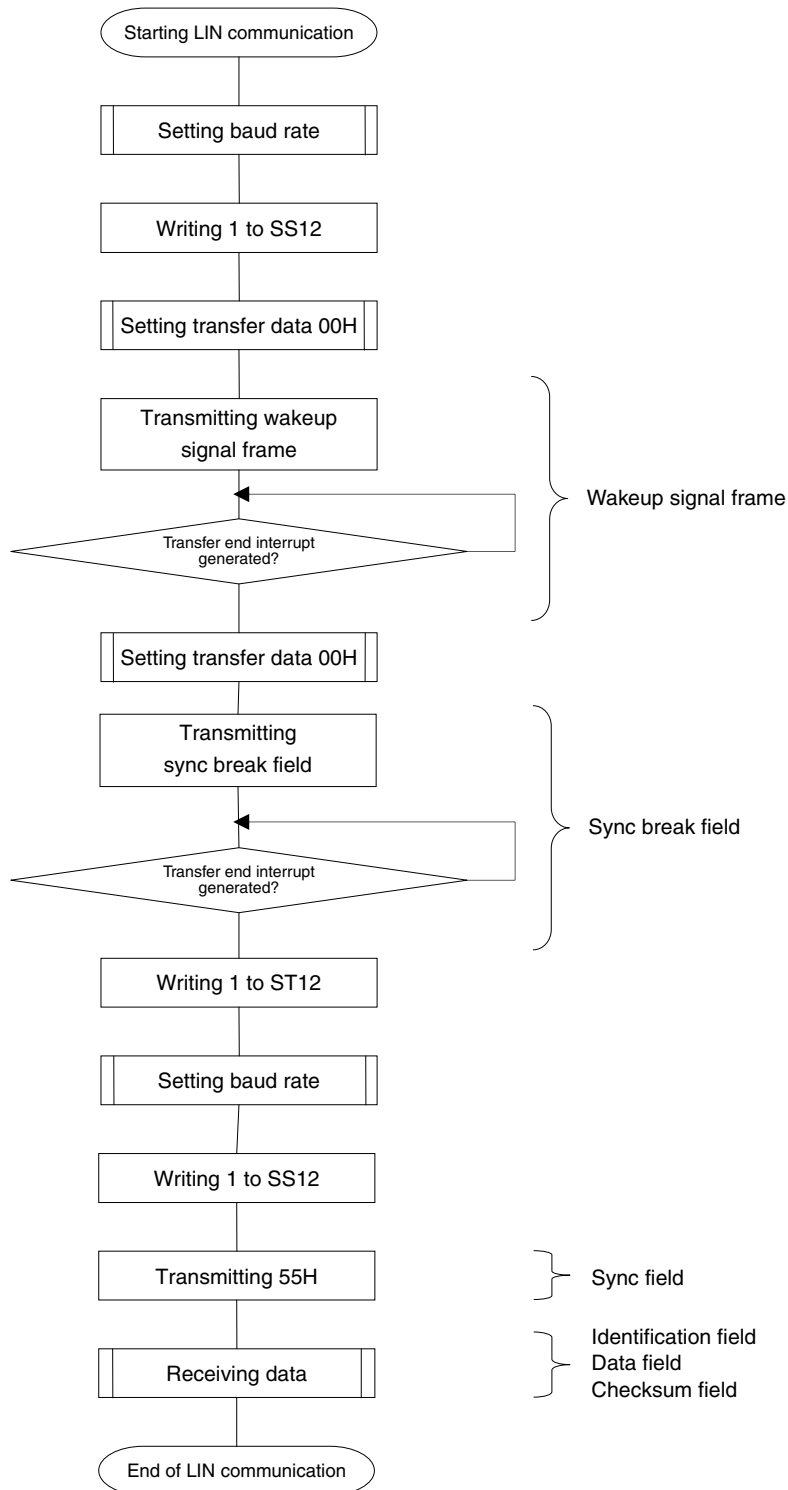 Starting LIN communication
Setting baud rate
Writing 1 to SS12
Setting transfer data 00H
Transmitting wakeup
signal frame
Wakeup signal frame
Transfer end interrupt
generated?
Setting transfer data 00H
Transmitting
sync break field
Sync break field
Transfer end interrupt
generated?
Writing 1 to ST12
Setting baud rate
Writing 1 to SS12
Transmitting 55H
Sync field
Receiving data
Identification field
Data field
Checksum field
End of LIN communication